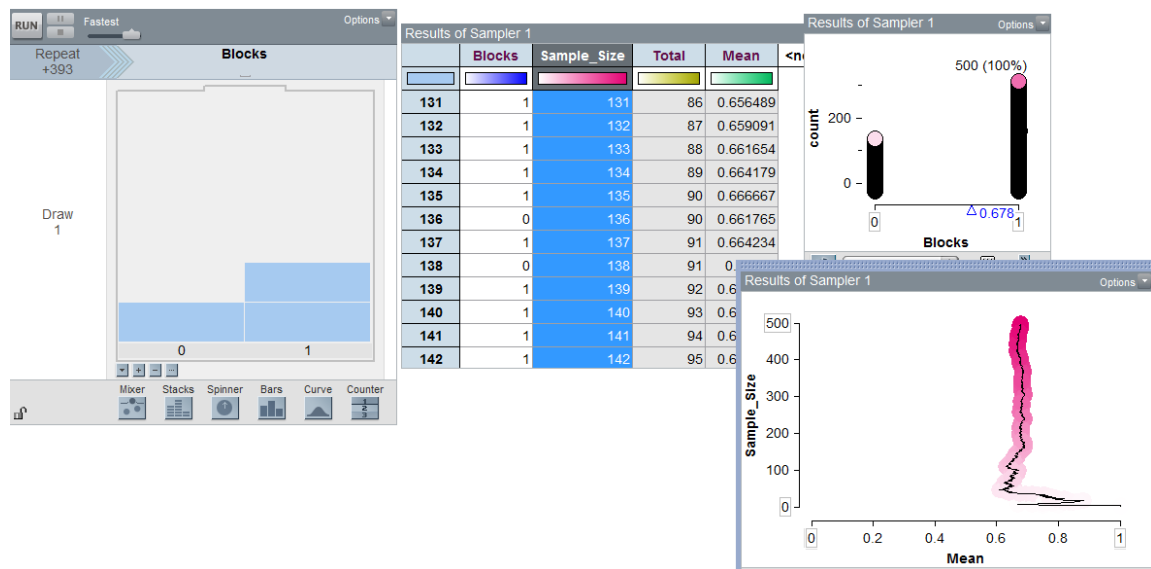 RUN
Fastest
Options
Repeat
+393
Blocks
Draw
1
0 1
Mixer Stacks Spinner Bars Curve Counter
1
2
3
Results of Sampler 1
Blocks Sample_Size Total Mean
131 1 131 86 0.656489
132 1 132 87 0.659091
133 1 133 88 0.661654
134 1 134 89 0.664179
135 1 135 90 0.666667
136 0 136 90 0.661765
137 1 137 91 0.664234
138 0 138 91
139 1 139 92
140 1 140 93
141 1 141 94
142 1 142 95
Results of Sampler 1
Options
500 (100%)
count
200
0
0.678
0 1
Blocks
Results of Sampler 1
Options
Sample_Size
500
400
300
200
100
0
0 0.2 0.4 0.6 0.8 1
Mean